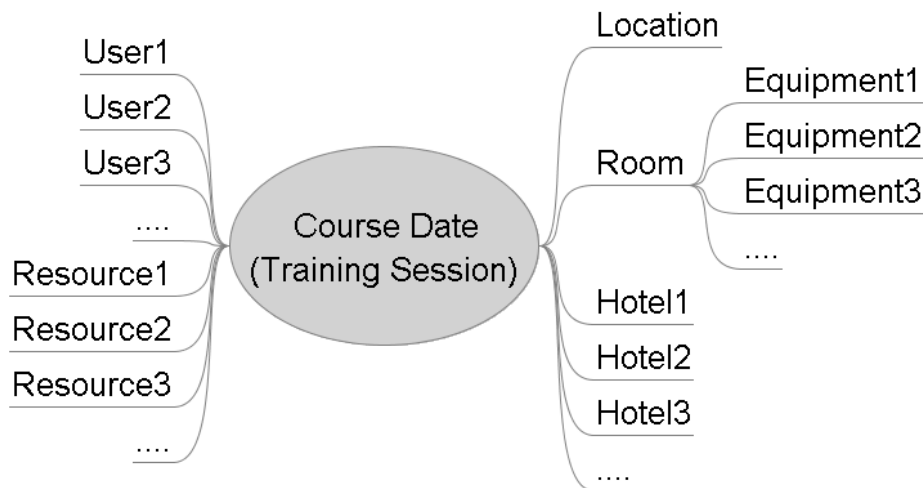 User1
User2
User3
....
Resource1
Resource2
Resource3
....
Course Date
(Training Session)
Location
Room
Equipment1
Equipment2
Equipment3
....
Hotel1
Hotel2
Hotel3
....